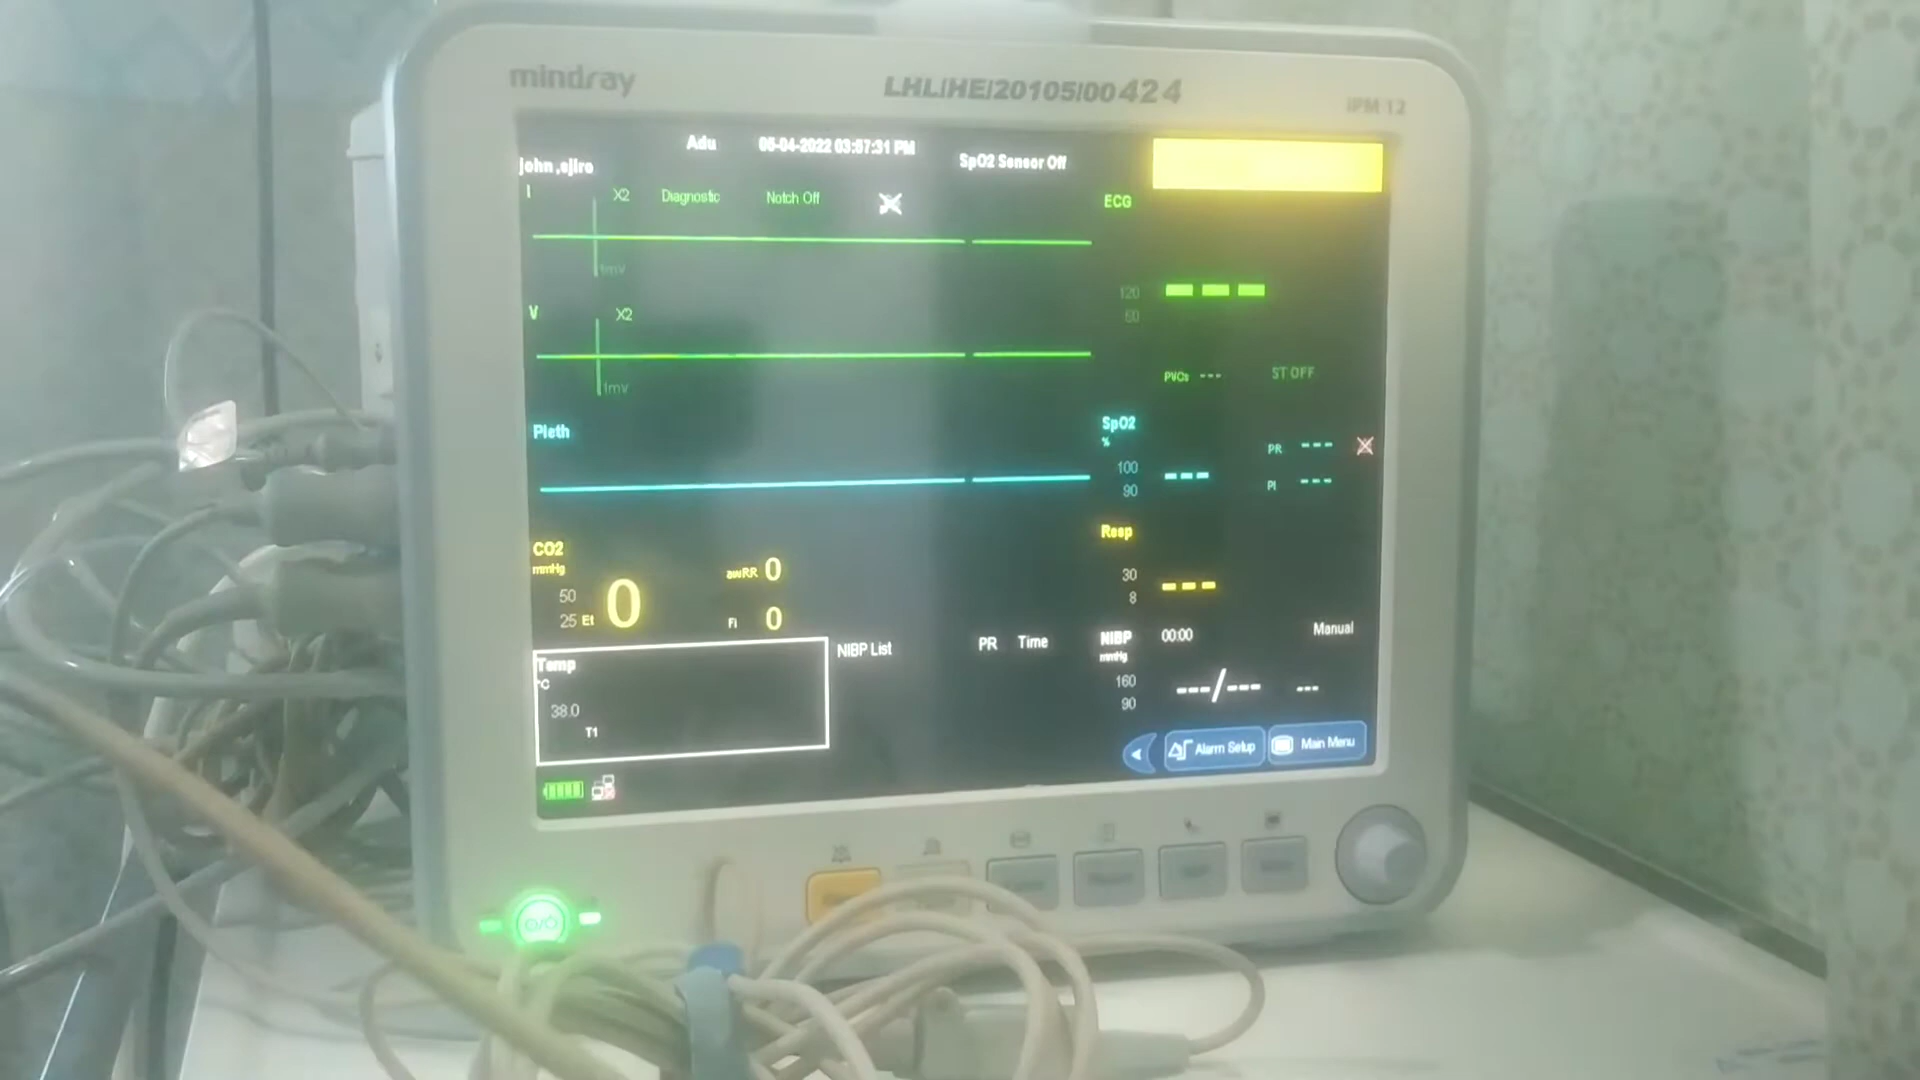 mindray
LHL/HE/20105/00424
iPM 12
Adu
06-04-2022 03:57:31 PM
SpO2 Sensor Off
john ,ejiro
I
X2
Diagnostic
Notch Off
ECG
1mV
120
60
---
V
X2
1mV
PVCs ---
ST OFF
Pleth
SpO2
%
100
90
---
PR ---
PI ---
CO2
mmHg
50
25
Et
0
awRR 0
Fi 0
Resp
30
8
---
Temp
°C
38.0
T1
NIBP List
PR
Time
NIBP
mmHg
00:00
Manual
160
90
---/---
---
Alarm Setup
Main Menu